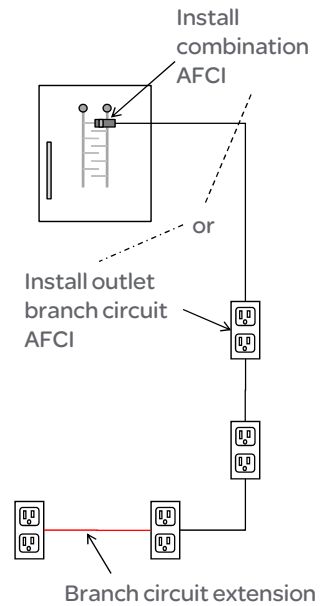 Install
combination
AFCI
or
Install outlet
branch circuit
AFCI
Branch circuit extension